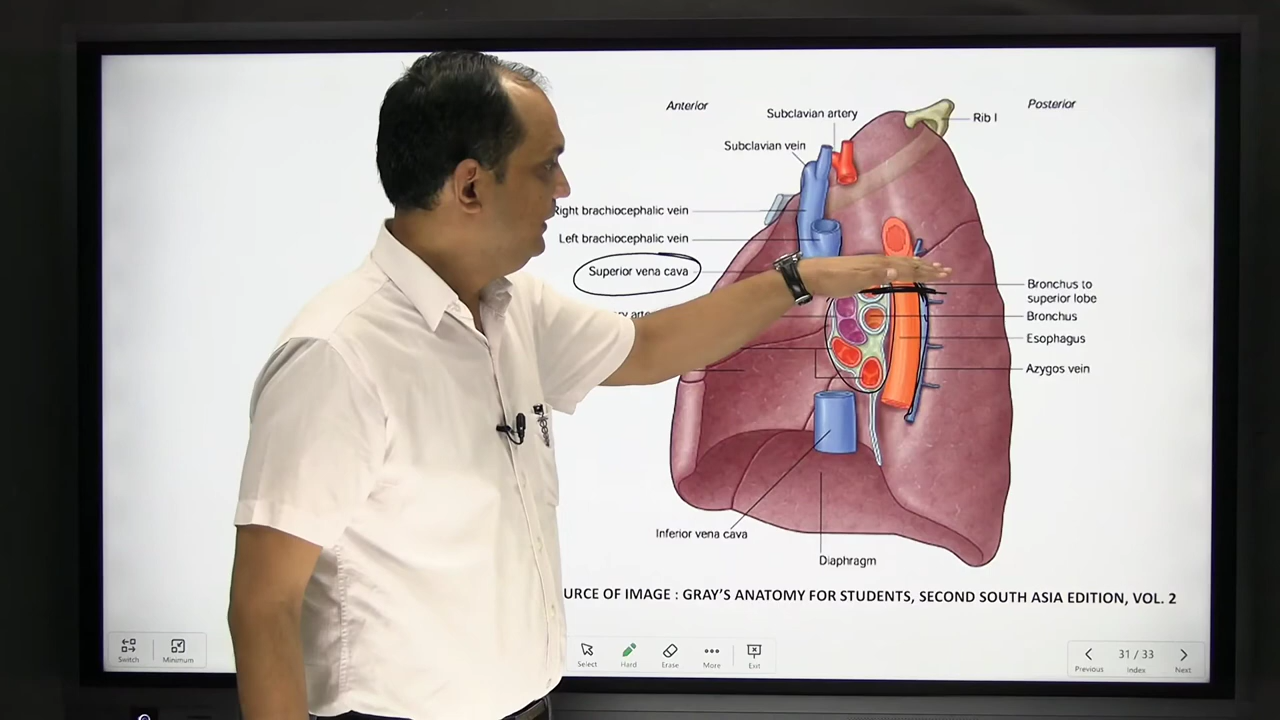 Anterior
Posterior
Subclavian artery
Rib I
Subclavian vein
Right brachiocephalic vein
Left brachiocephalic vein
Superior vena cava
Bronchus to
superior lobe
Bronchus
Esophagus
Azygos vein
Inferior vena cava
Diaphragm
URCE OF IMAGE : GRAY'S ANATOMY FOR STUDENTS, SECOND SOUTH ASIA EDITION, VOL. 2
Switch
Minimum
Select
Hard
Erase
More
Exit
Previous
31 / 33
Index
Next